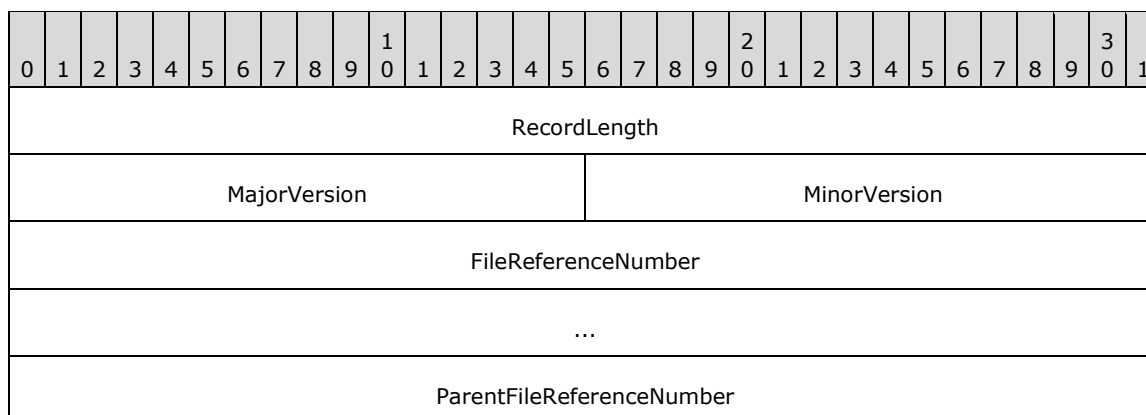 1 2 3
0 1 2 3 4 5 6 7 8 9 0 1 2 3 4 5 6 7 8 9 0 1 2 3 4 5 6 7 8 9 0 1
RecordLength
MajorVersion MinorVersion
FileReferenceNumber
...
ParentFileReferenceNumber